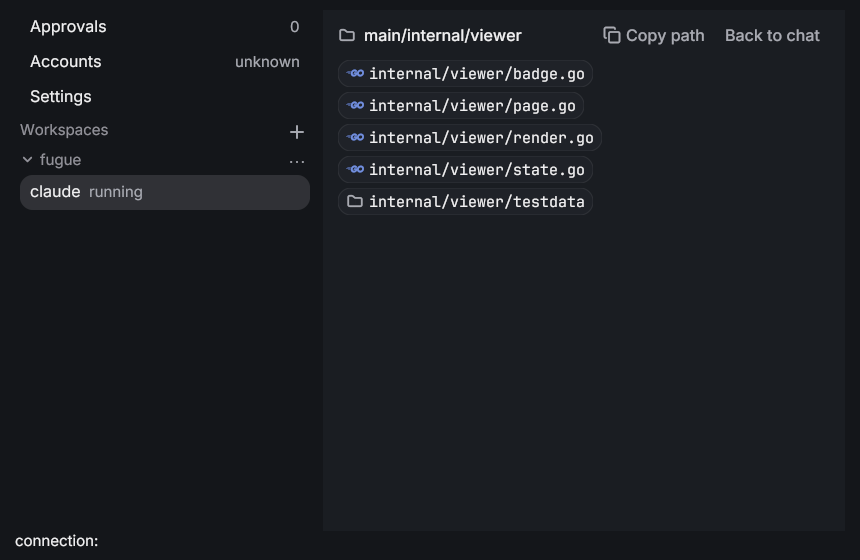 Approvals 0
Accounts unknown
Settings
Workspaces +
fugue ...
claude running
connection:
main/internal/viewer Copy path Back to chat
internal/viewer/badge.go
internal/viewer/page.go
internal/viewer/render.go
internal/viewer/state.go
internal/viewer/testdata